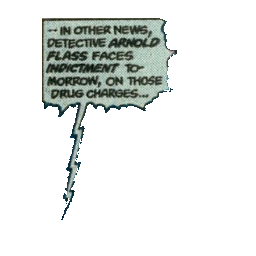 -- IN OTHER NEWS,
DETECTIVE ARNOLD
FLASS FACES
INDICTMENT TO-
MORROW, ON THOSE
DRUG CHARGES...